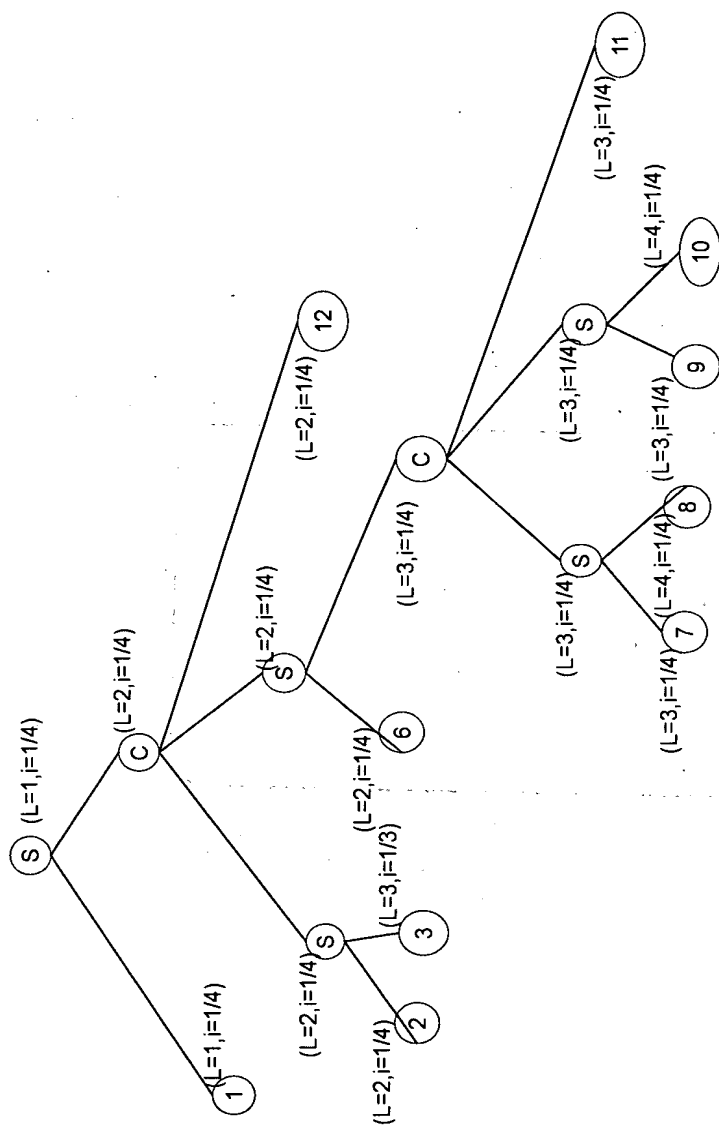 S
(L=1,i=1/4)
1
(L=1,i=1/4)
C
(L=2,i=1/4)
S
(L=2,i=1/4)
2
(L=2,i=1/4)
3
(L=3,i=1/3)
S
(L=2,i=1/4)
6
(L=2,i=1/4)
12
(L=2,i=1/4)
C
(L=3,i=1/4)
S
(L=3,i=1/4)
7
(L=3,i=1/4)
8
(L=4,i=1/4)
S
(L=3,i=1/4)
9
(L=3,i=1/4)
10
(L=4,i=1/4)
11
(L=3,i=1/4)